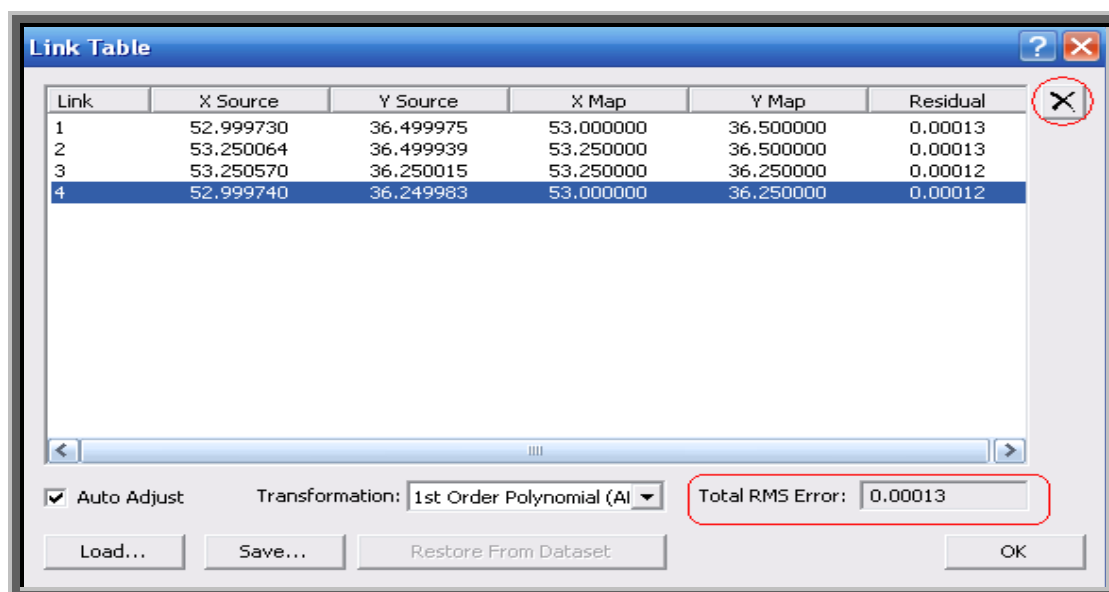 Link Table
Link X Source Y Source X Map Y Map Residual
1 52.999730 36.499975 53.000000 36.500000 0.00013
2 53.250064 36.499939 53.250000 36.500000 0.00013
3 53.250570 36.250015 53.250000 36.250000 0.00012
4 52.999740 36.249983 53.000000 36.250000 0.00012
Auto Adjust Transformation: 1st Order Polynomial (Al Total RMS Error: 0.00013
Load... Save... Restore From Dataset OK